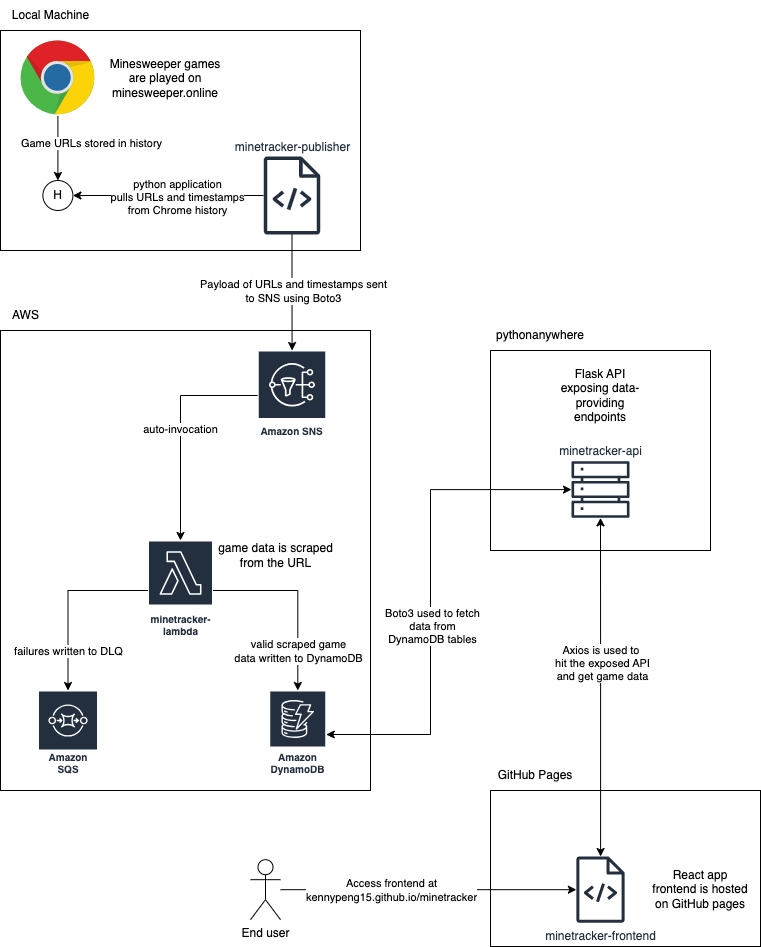 Local Machine
Minesweeper games
are played on
minesweeper.online
Game URLs stored in history
minetracker-publisher
H
python application
pulls URLs and timestamps
from Chrome history
</>
Payload of URLs and timestamps sent
to SNS using Boto3
AWS
Amazon SNS
auto-invocation
game data is scraped
from the URL
minetracker-
lambda
failures written to DLQ
valid scraped game
data written to DynamoDB
Amazon
SQS
Amazon
DynamoDB
pythonanywhere
Flask API
exposing data-
providing
endpoints
minetracker-api
Boto3 used to fetch
data from
DynamoDB tables
Axios is used to
hit the exposed API
and get game data
GitHub Pages
</>
React app
frontend is hosted
on GitHub pages
minetracker-frontend
Access frontend at
kennypeng15.github.io/minetracker
End user